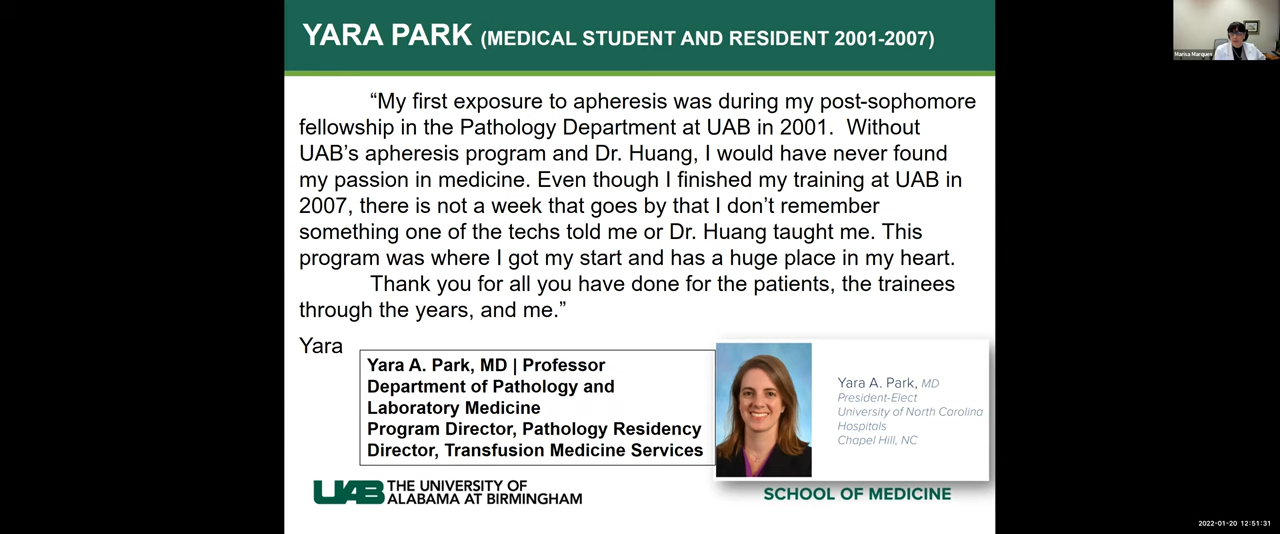 YARA PARK (MEDICAL STUDENT AND RESIDENT 2001-2007)
Marisa Marques
“My first exposure to apheresis was during my post-sophomore
fellowship in the Pathology Department at UAB in 2001.  Without
UAB’s apheresis program and Dr. Huang, I would have never found
my passion in medicine. Even though I finished my training at UAB in
2007, there is not a week that goes by that I don’t remember
something one of the techs told me or Dr. Huang taught me. This
program was where I got my start and has a huge place in my heart.
Thank you for all you have done for the patients, the trainees
through the years, and me.”
Yara
Yara A. Park, MD | Professor
Department of Pathology and
Laboratory Medicine
Program Director, Pathology Residency
Director, Transfusion Medicine Services
Yara A. Park, MD
President-Elect
University of North Carolina
Hospitals
Chapel Hill, NC
UAB THE UNIVERSITY OF
ALABAMA AT BIRMINGHAM
SCHOOL OF MEDICINE
2022-01-20 12:51:31